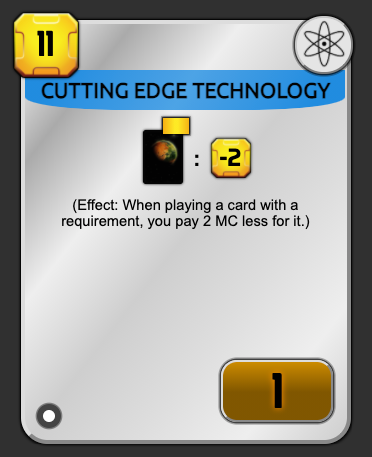 11
CUTTING EDGE TECHNOLOGY
: -2
(Effect: When playing a card with a
requirement, you pay 2 MC less for it.)
1